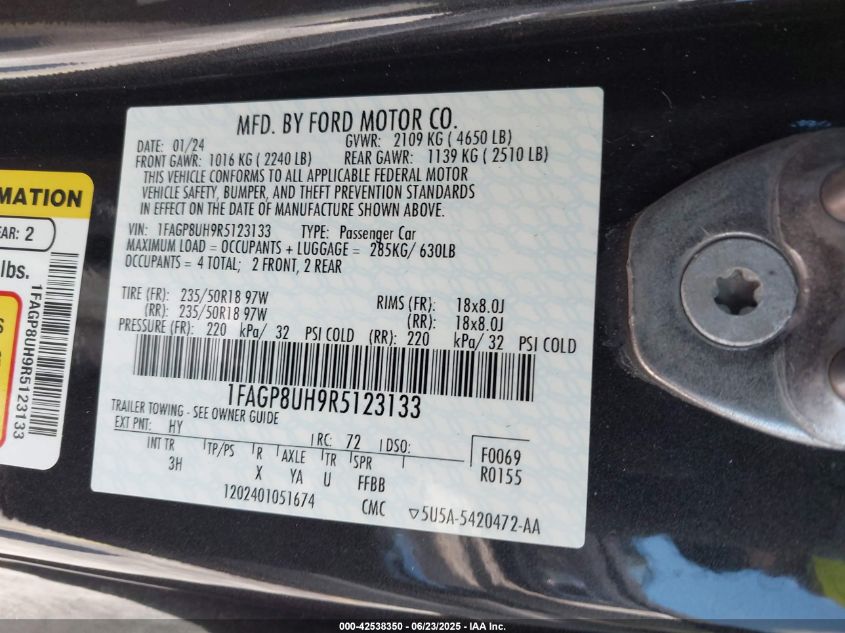 MFD. BY FORD MOTOR CO.
DATE: 01/24 GVWR: 2109 KG ( 4650 LB)
FRONT GAWR: 1016 KG ( 2240 LB) REAR GAWR: 1139 KG ( 2510 LB)
THIS VEHICLE CONFORMS TO ALL APPLICABLE FEDERAL MOTOR
VEHICLE SAFETY, BUMPER, AND THEFT PREVENTION STANDARDS
IN EFFECT ON THE DATE OF MANUFACTURE SHOWN ABOVE.
VIN: 1FAGP8UH9R5123133 TYPE: Passenger Car
MAXIMUM LOAD = OCCUPANTS + LUGGAGE = 285KG/ 630LB
OCCUPANTS = 4 TOTAL; 2 FRONT, 2 REAR
TIRE (FR): 235/50R18 97W RIMS (FR): 18x8.0J
(RR): 235/50R18 97W (RR): 18x8.0J
PRESSURE (FR): 220 kPa/ 32 PSI COLD (RR): 220 kPa/ 32 PSI COLD
1FAGP8UH9R5123133
TRAILER TOWING - SEE OWNER GUIDE
EXT PNT: HY RC: 72 DSO: F0069
INT TR TP/PS R AXLE TR SPR R0155
3H X YA U FFBB
1202401051674 CMC ▽5U5A-5420472-AA
MATION
EAR: 2
lbs.
S
1FAGP8UH9R5123133
000-42538350 - 06/23/2025 - IAA Inc.